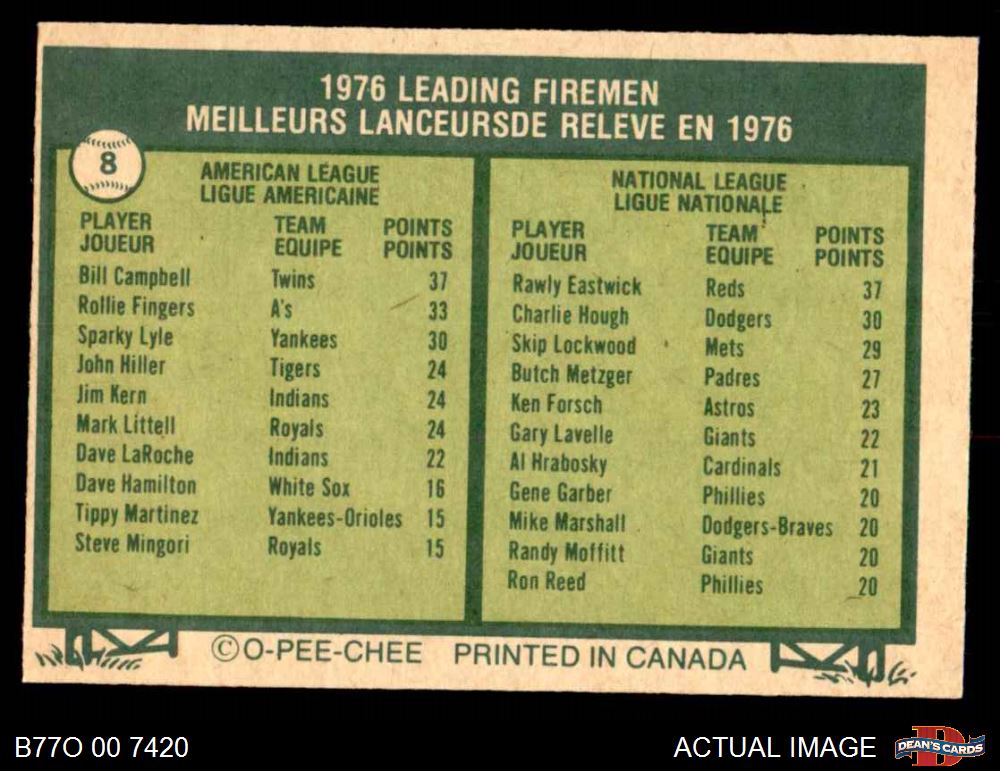 1976 LEADING FIREMEN
MEILLEURS LANCEURSDE RELEVE EN 1976
8
AMERICAN LEAGUE
LIGUE AMERICAINE
PLAYER TEAM POINTS
JOUEUR EQUIPE POINTS
Bill Campbell Twins 37
Rollie Fingers A's 33
Sparky Lyle Yankees 30
John Hiller Tigers 24
Jim Kern Indians 24
Mark Littell Royals 24
Dave LaRoche Indians 22
Dave Hamilton White Sox 16
Tippy Martinez Yankees-Orioles 15
Steve Mingori Royals 15
NATIONAL LEAGUE
LIGUE NATIONALE
PLAYER TEAM POINTS
JOUEUR EQUIPE POINTS
Rawly Eastwick Reds 37
Charlie Hough Dodgers 30
Skip Lockwood Mets 29
Butch Metzger Padres 27
Ken Forsch Astros 23
Gary Lavelle Giants 22
Al Hrabosky Cardinals 21
Gene Garber Phillies 20
Mike Marshall Dodgers-Braves 20
Randy Moffitt Giants 20
Ron Reed Phillies 20
©O-PEE-CHEE PRINTED IN CANADA
B77O 00 7420
ACTUAL IMAGE
D
DEAN'S CARDS